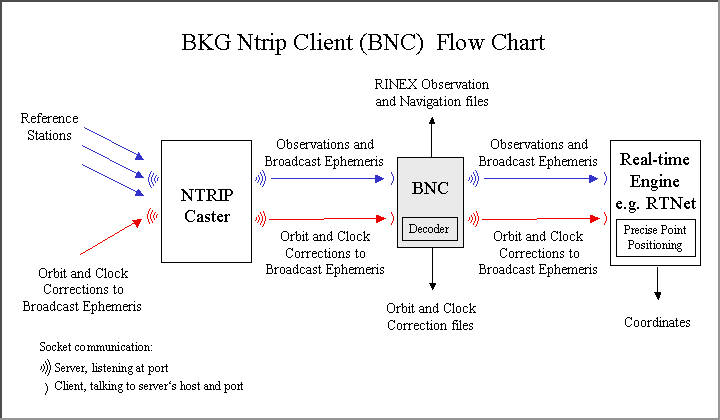 BKG Ntrip Client (BNC)  Flow Chart
RINEX Observation
and Navigation files
Reference
Stations
Observations and
Broadcast Ephemeris
Observations and
Broadcast Ephemeris
NTRIP
Caster
BNC
Decoder
Real-time
Engine
e.g. RTNet
Precise Point
Positioning
Orbit and Clock
Corrections to
Broadcast Ephemeris
Orbit and Clock
Corrections to
Broadcast Ephemeris
Orbit and Clock
Corrections to
Broadcast Ephemeris
Orbit and Clock
Correction files
Coordinates
Socket communication:
Server, listening at port
Client, talking to server's host and port